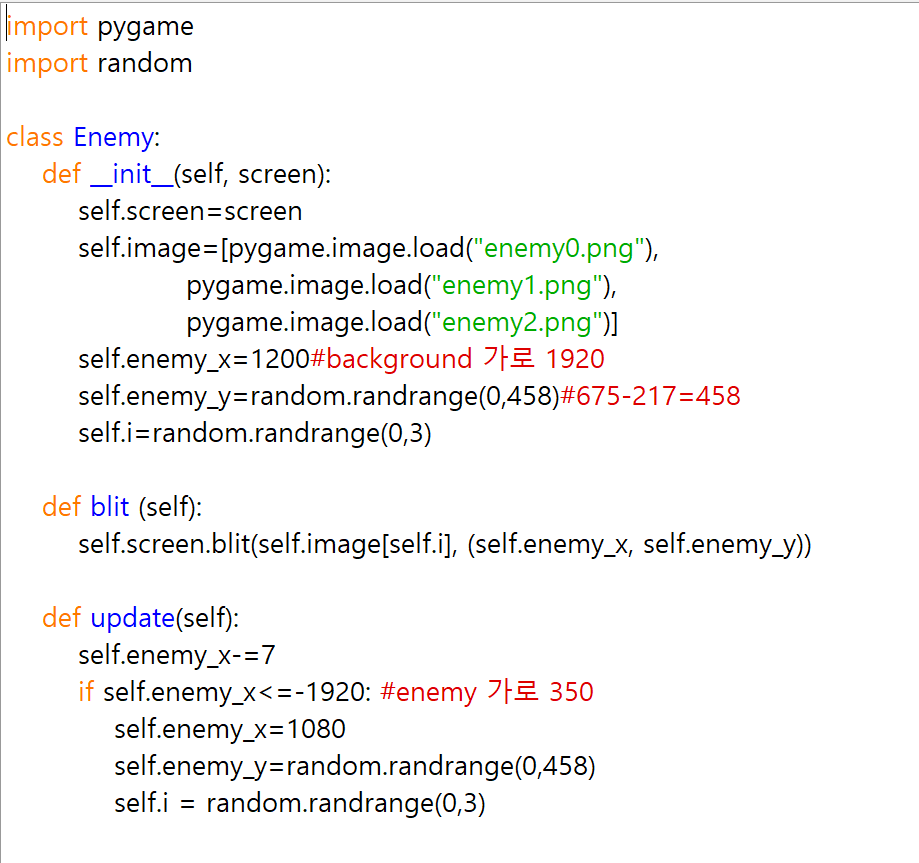 import pygame
import random
class Enemy:
def __init__(self, screen):
self.screen=screen
self.image=[pygame.image.load("enemy0.png"),
pygame.image.load("enemy1.png"),
pygame.image.load("enemy2.png")]
self.enemy_x=1200#background 가로 1920
self.enemy_y=random.randrange(0,458)#675-217=458
self.i=random.randrange(0,3)
def blit (self):
self.screen.blit(self.image[self.i], (self.enemy_x, self.enemy_y))
def update(self):
self.enemy_x-=7
if self.enemy_x<=-1920: #enemy 가로 350
self.enemy_x=1080
self.enemy_y=random.randrange(0,458)
self.i = random.randrange(0,3)